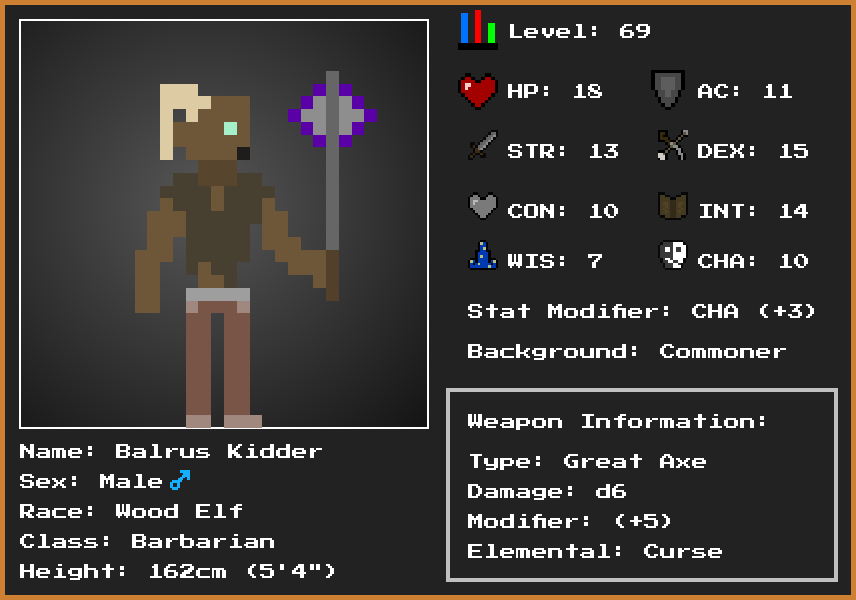 Level: 69
HP: 18 AC: 11
STR: 13 DEX: 15
CON: 10 INT: 14
WIS: 7 CHA: 10
Stat Modifier: CHA (+3)
Background: Commoner
Weapon Information:
Type: Great Axe
Damage: d6
Modifier: (+5)
Elemental: Curse
Name: Balrus Kidder
Sex: Male ♂
Race: Wood Elf
Class: Barbarian
Height: 162cm (5'4")